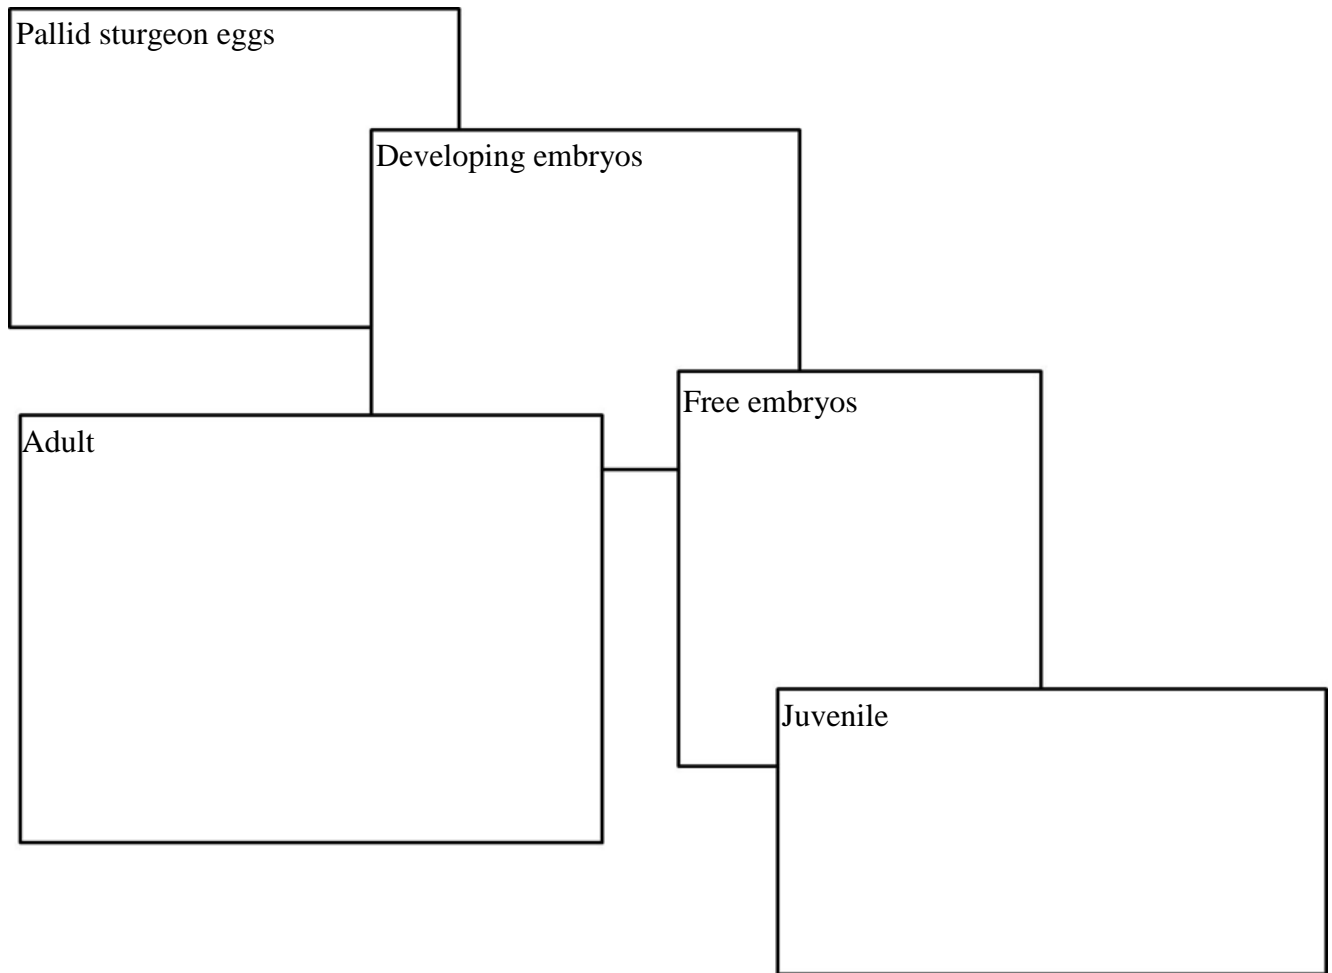 Pallid sturgeon eggs
Developing embryos
Free embryos
Adult
Juvenile